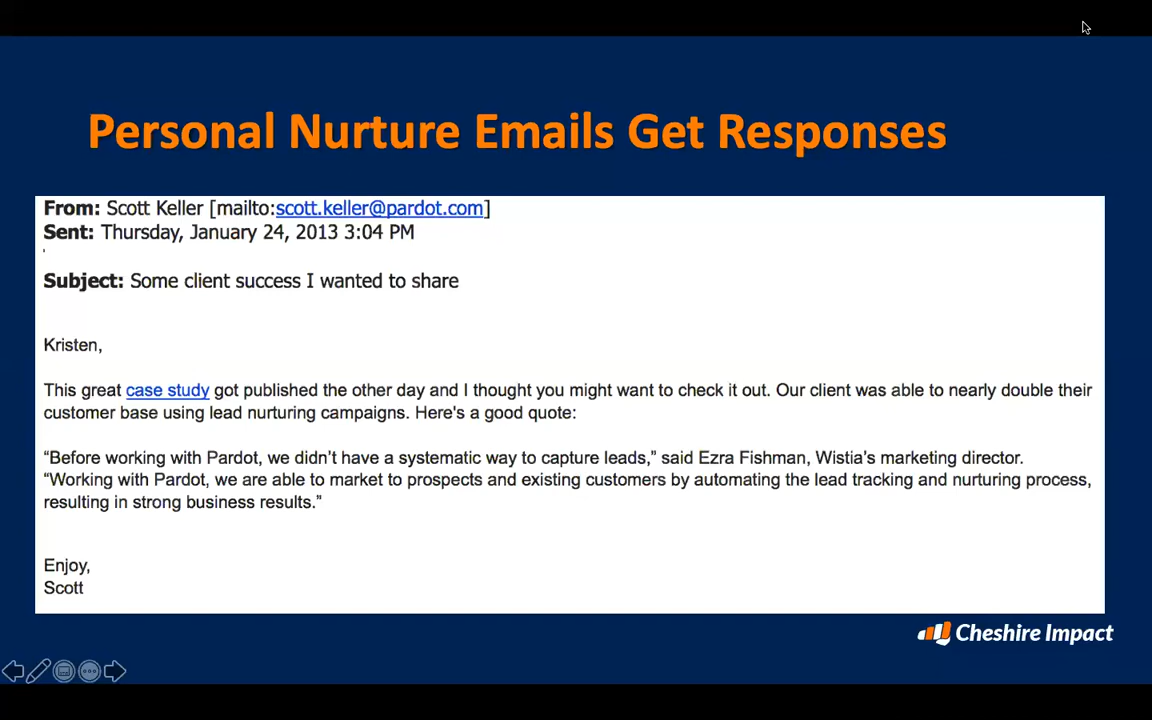 Personal Nurture Emails Get Responses
From: Scott Keller [mailto:scott.keller@pardot.com]
Sent: Thursday, January 24, 2013 3:04 PM
Subject: Some client success I wanted to share
Kristen,
This great case study got published the other day and I thought you might want to check it out. Our client was able to nearly double their
customer base using lead nurturing campaigns. Here's a good quote:
“Before working with Pardot, we didn’t have a systematic way to capture leads,” said Ezra Fishman, Wistia’s marketing director.
“Working with Pardot, we are able to market to prospects and existing customers by automating the lead tracking and nurturing process,
resulting in strong business results.”
Enjoy,
Scott
Cheshire Impact